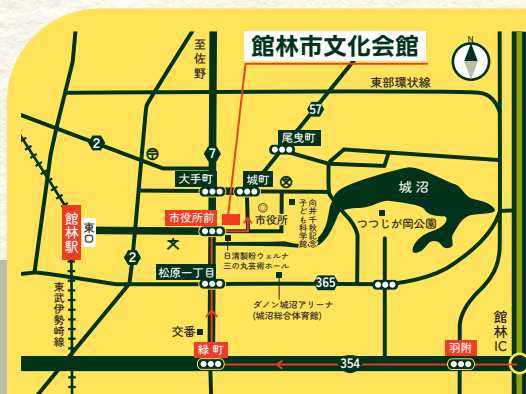 館林市文化会館
N
至佐野
東部環状線
57
尾曳町
2
7
大手町
城町
城沼
館林駅
東口
市役所前
市役所
向井千秋記念
子ども科学館
つつじが岡公園
文
日清製粉ウェルナ
三の丸芸術ホール
2
松原一丁目
365
東武伊勢崎線
ダノン城沼アリーナ
(城沼総合体育館)
館林
IC
交番
緑町
羽附
354